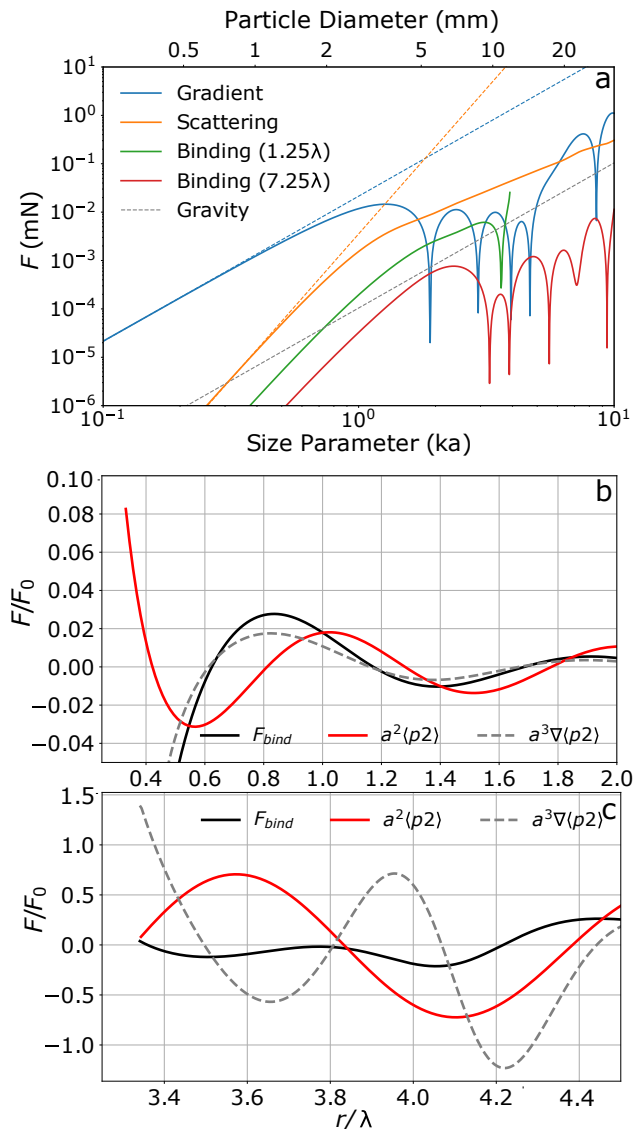 Particle Diameter (mm)
0.5 1 2 5 10 20
a
10^1
10^0
10^-1
10^-2
10^-3
10^-4
10^-5
10^-6
F (mN)
Gradient
Scattering
Binding (1.25λ)
Binding (7.25λ)
Gravity
10^-1 10^0 10^1
Size Parameter (ka)
b
0.10
0.08
0.06
0.04
0.02
0.00
−0.02
−0.04
F/F_0
F_bind a^2⟨p2⟩ a^3∇⟨p2⟩
0.4 0.6 0.8 1.0 1.2 1.4 1.6 1.8 2.0
c
1.5
1.0
0.5
0.0
−0.5
−1.0
F/F_0
F_bind a^2⟨p2⟩ a^3∇⟨p2⟩
3.4 3.6 3.8 4.0 4.2 4.4
r/λ